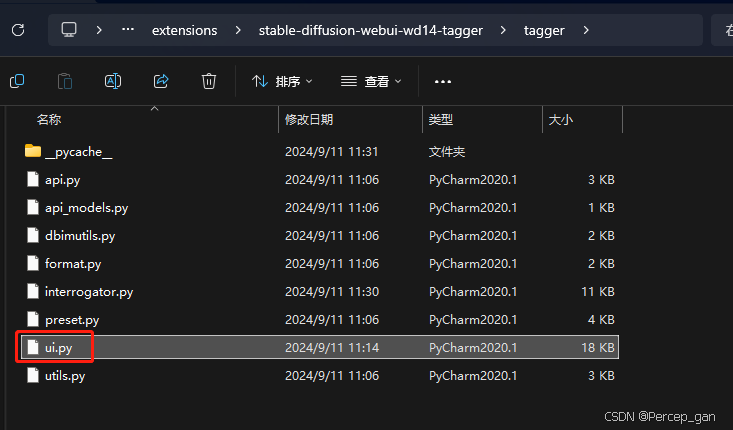 ··· extensions > stable-diffusion-webui-wd14-tagger > tagger > 在
排序 查看 ···
名称 修改日期 类型 大小
__pycache__ 2024/9/11 11:31 文件夹
api.py 2024/9/11 11:06 PyCharm2020.1 3 KB
api_models.py 2024/9/11 11:06 PyCharm2020.1 1 KB
dbimutils.py 2024/9/11 11:06 PyCharm2020.1 2 KB
format.py 2024/9/11 11:06 PyCharm2020.1 2 KB
interrogator.py 2024/9/11 11:30 PyCharm2020.1 11 KB
preset.py 2024/9/11 11:06 PyCharm2020.1 4 KB
ui.py 2024/9/11 11:14 PyCharm2020.1 18 KB
utils.py 2024/9/11 11:06 PyCharm2020.1 3 KB
CSDN @Percep_gan